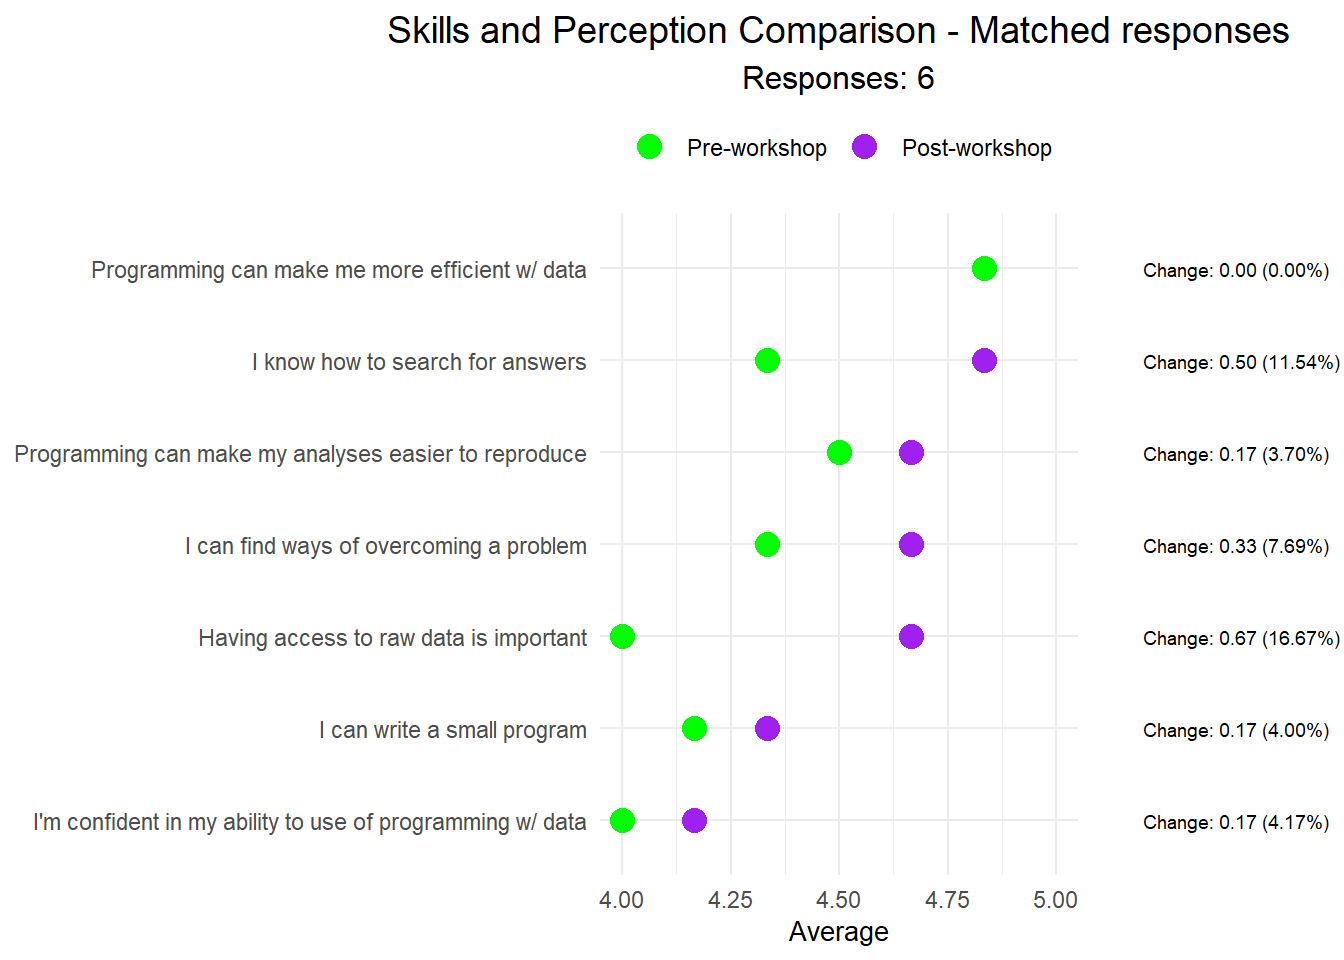 Skills and Perception Comparison - Matched responses
Responses: 6
Pre-workshop Post-workshop
Programming can make me more efficient w/ data Change: 0.00 (0.00%)
I know how to search for answers Change: 0.50 (11.54%)
Programming can make my analyses easier to reproduce Change: 0.17 (3.70%)
I can find ways of overcoming a problem Change: 0.33 (7.69%)
Having access to raw data is important Change: 0.67 (16.67%)
I can write a small program Change: 0.17 (4.00%)
I'm confident in my ability to use of programming w/ data Change: 0.17 (4.17%)
4.00 4.25 4.50 4.75 5.00
Average